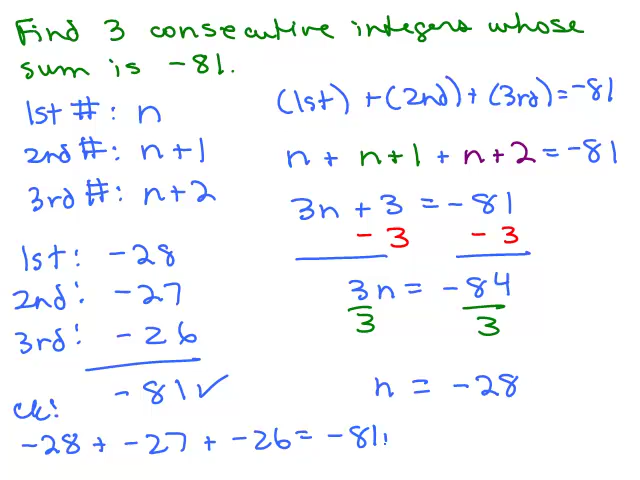 Find 3 consecutive integers whose
sum is -81.
1st #: n
2nd #: n+1
3rd #: n+2
(1st) + (2nd) + (3rd) = -81
n + n+1 + n+2 = -81
3n + 3 = -81
- 3 - 3
3n = -84
3 3
n = -28
1st: -28
2nd: -27
3rd: -26
-81 ✓
ck:
-28 + -27 + -26 = -81